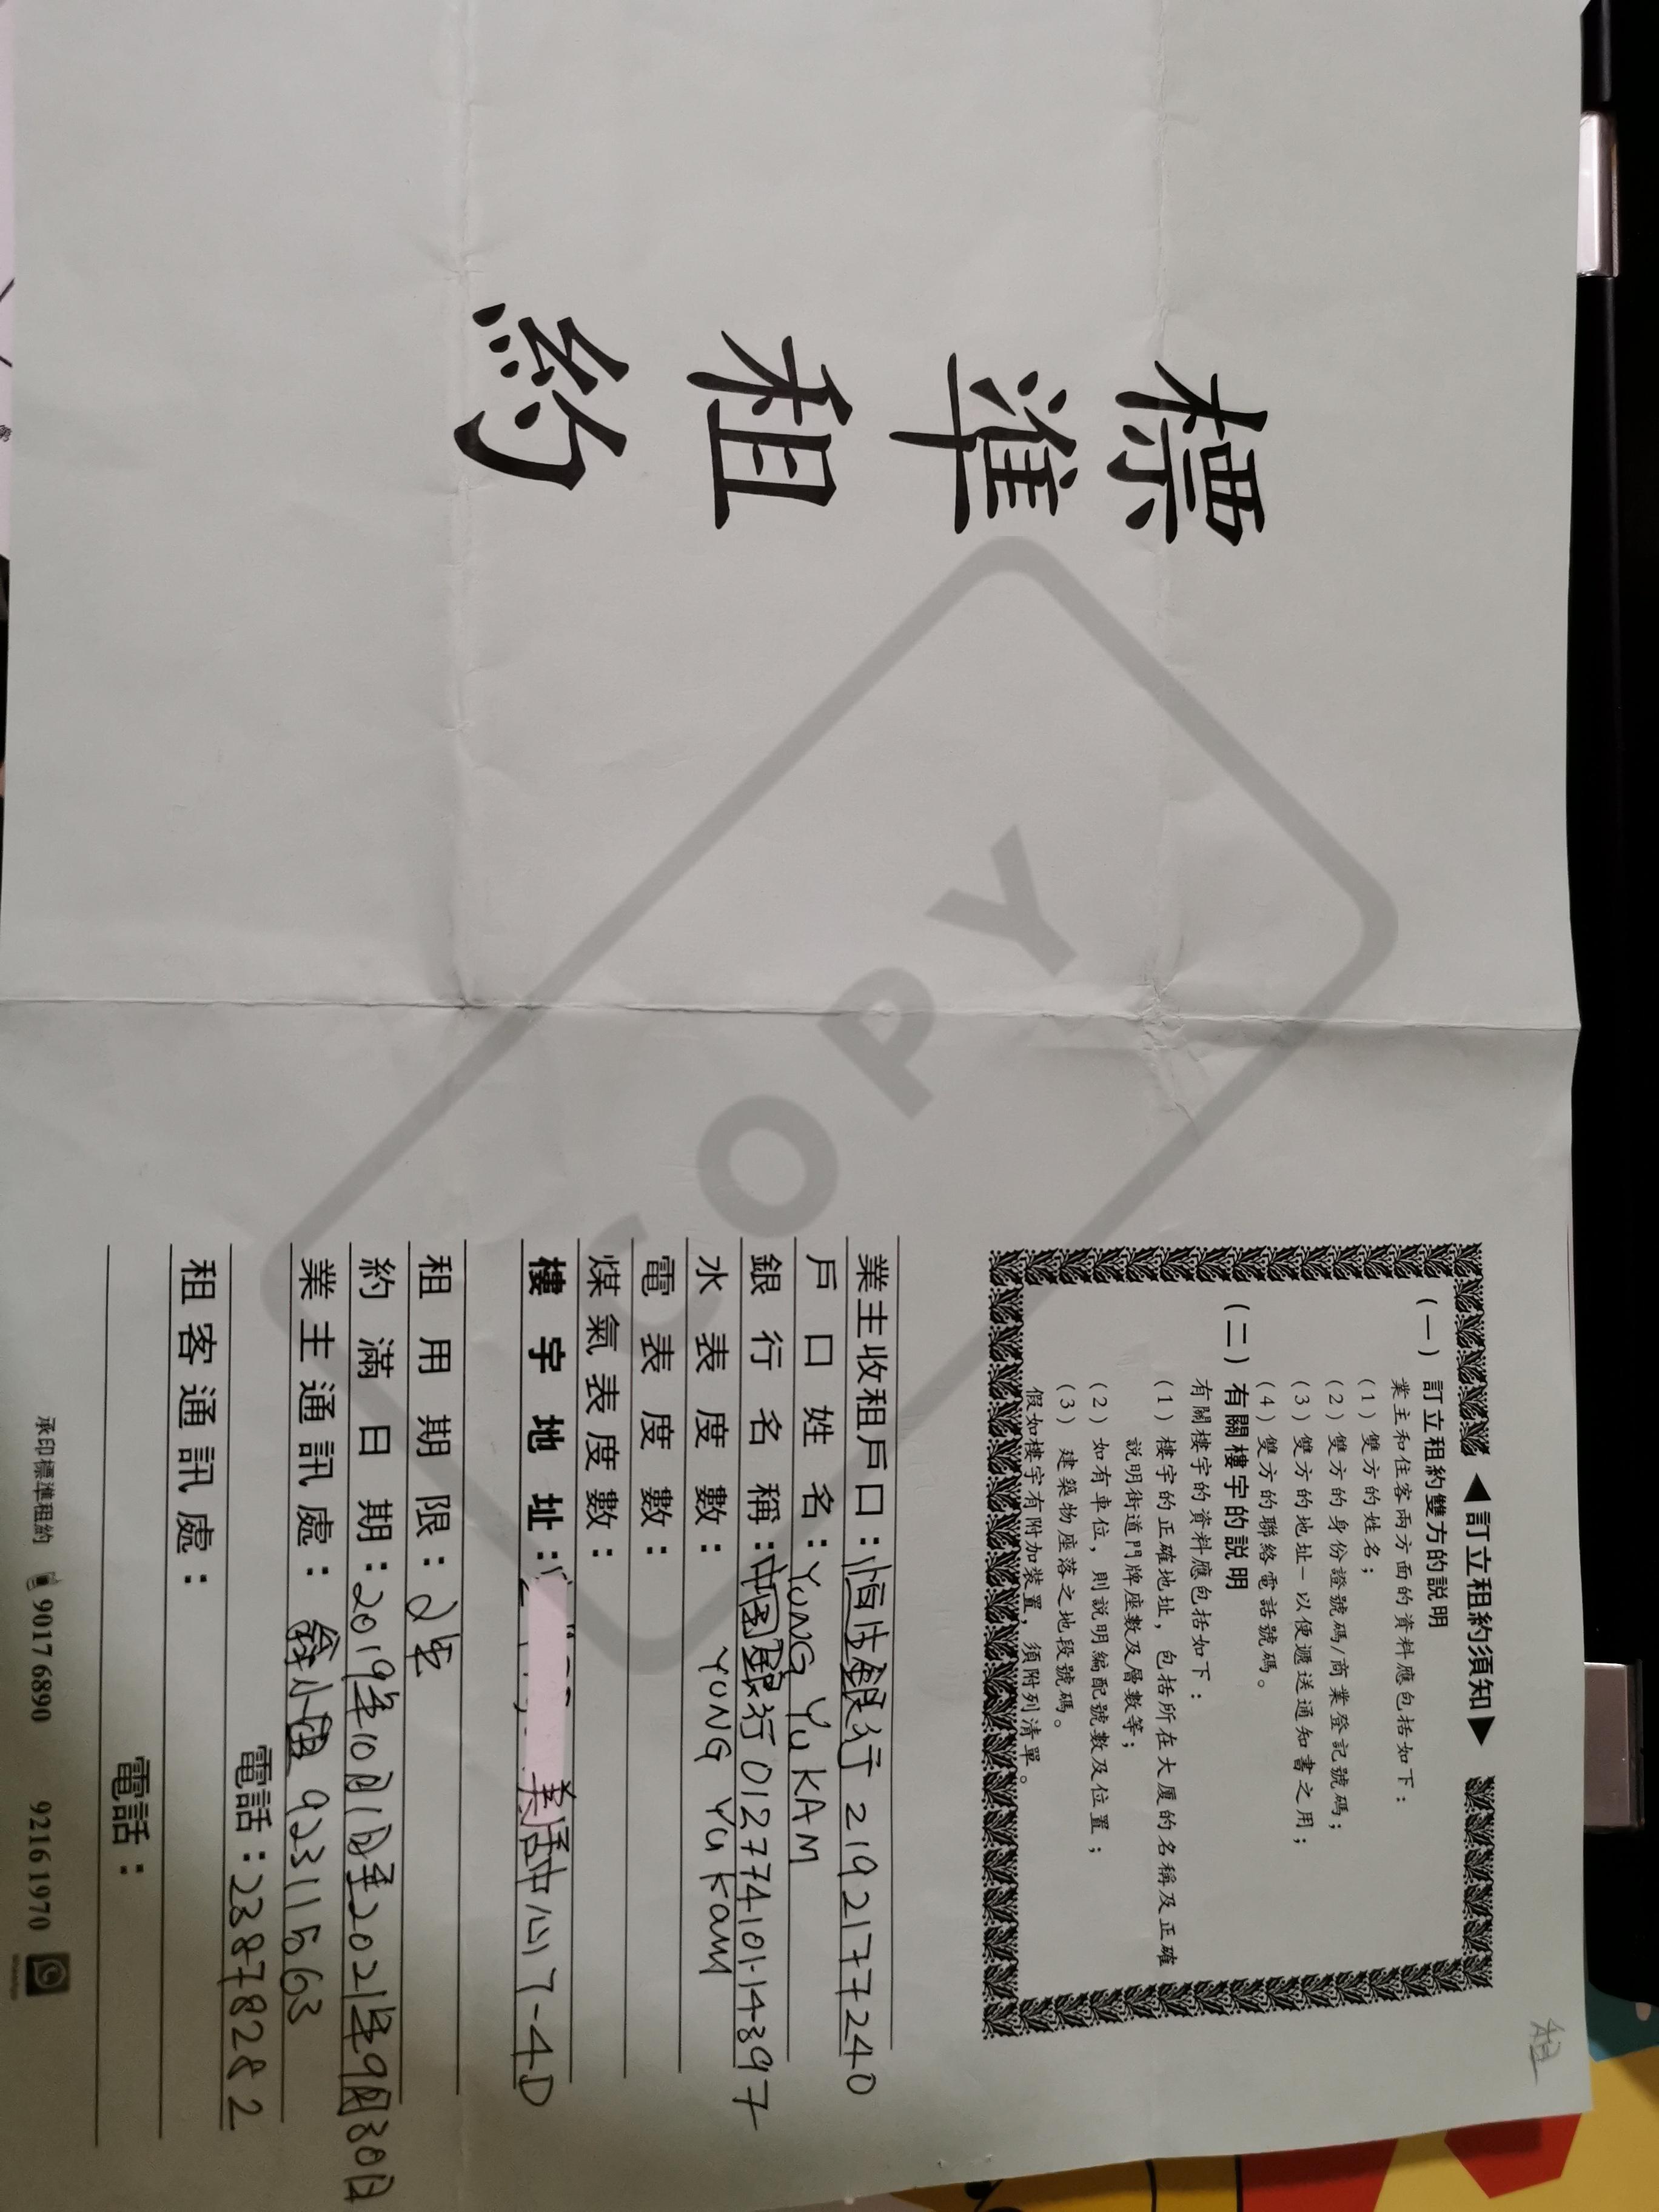 標準租約
COPY
租
◀訂立租約須知▶
(一) 訂立租約雙方的説明
業主和住客兩方面的資料應包括如下：
(1) 雙方的姓名；
(2) 雙方的身份證號碼/商業登記號碼；
(3) 雙方的地址－以便遞送通知書之用；
(4) 雙方的聯絡電話號碼。
(二) 有關樓宇的説明
有關樓宇的資料應包括如下：
(1) 樓宇的正確地址，包括所在大廈的名稱及正確
説明街道門牌座數及層數等；
(2) 如有車位，則説明編配號數及位置；
(3) 建築物座落之地段號碼。
假如樓宇有附加裝置，須附列清單。
業主收租戶口：恒生銀行 2192177240
戶口姓名：YUNG YU KAM
銀行名稱：中國銀行 01277410114397
水表度數： YUNG YU KAM
電表度數：
煤氣表度數：
樓宇地址： 中心 7-4D
租用期限：2年
約滿日期：2019年10月1日至2021年9月30日
業主通訊處： 翁小姐 92311563
電話：23878282
租客通訊處：
電話：
承印標準租約 9017 6890 9216 1970